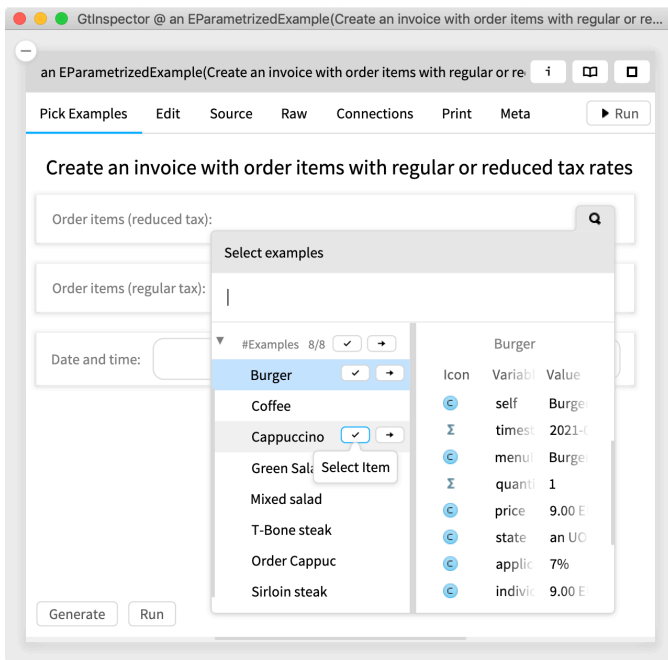 GtInspector @ an EParametrizedExample(Create an invoice with order items with regular or re...
an EParametrizedExample(Create an invoice with order items with regular or re
i
Pick Examples Edit Source Raw Connections Print Meta Run
Create an invoice with order items with regular or reduced tax rates
Order items (reduced tax):
Select examples
Order items (regular tax):
#Examples 8/8
Burger
Date and time:
Burger
Icon Variabl Value
Coffee
self Burger
Cappuccino
timest 2021-0
Green Sala
Select Item
menu Burge
quanti 1
Mixed salad
price 9.00 E
T-Bone steak
state an UO
Order Cappuc
applic 7%
Sirloin steak
individ 9.00 E
Generate Run